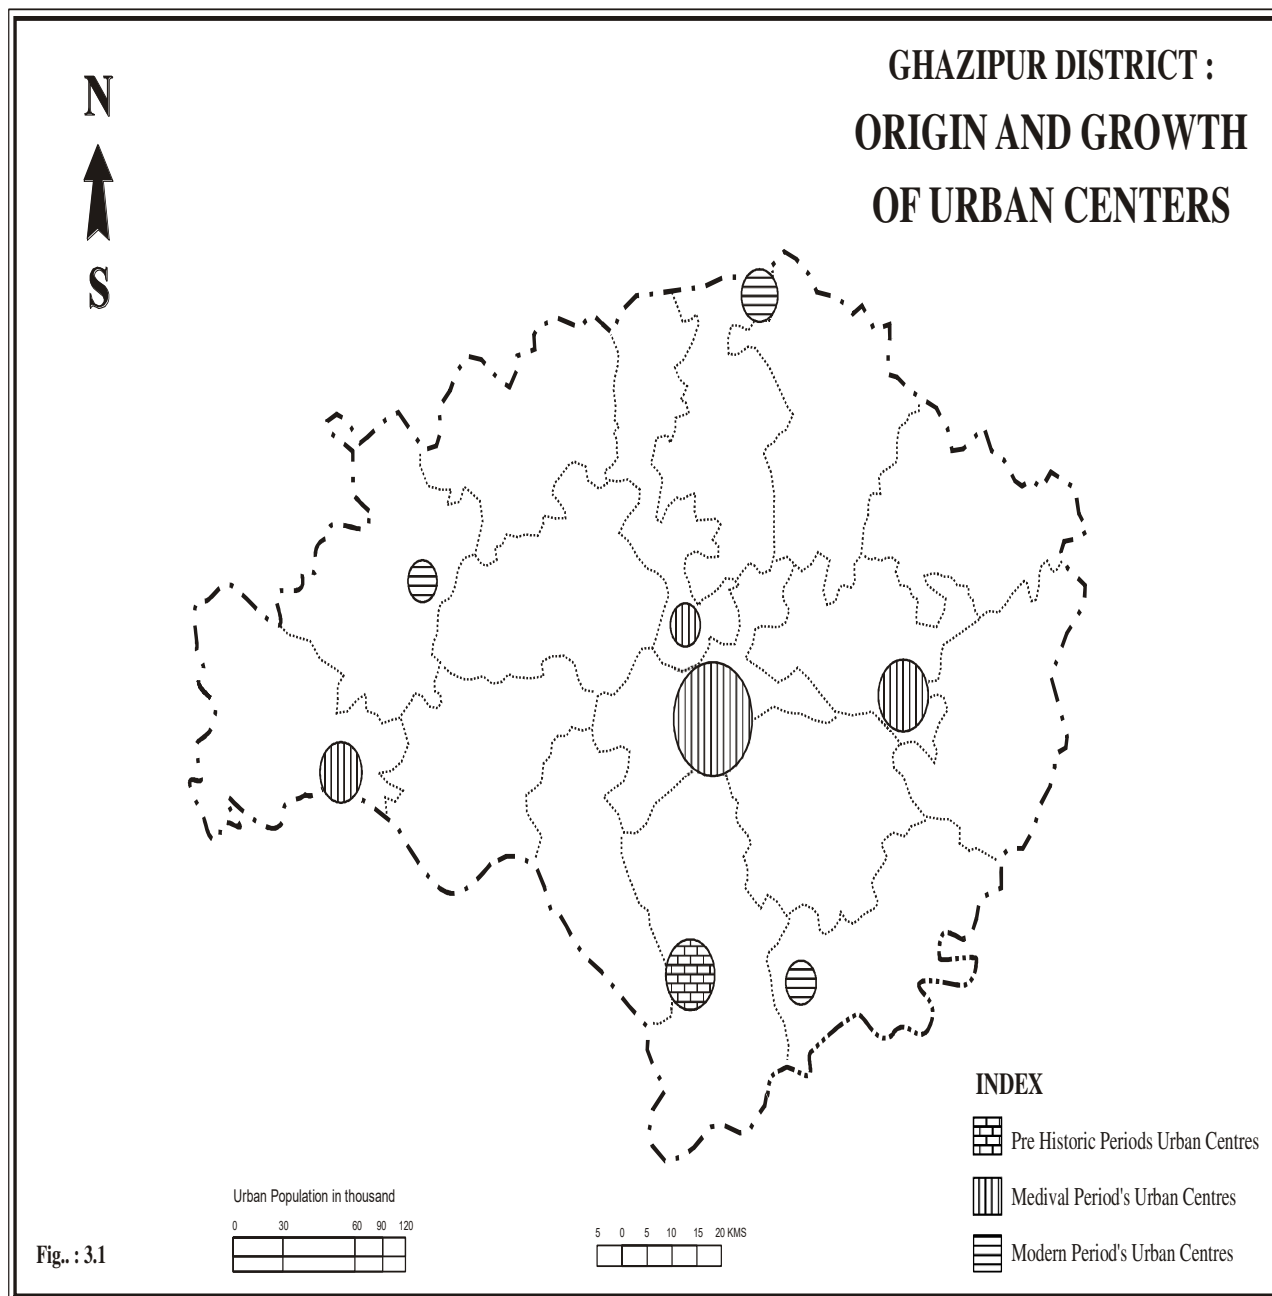 GHAZIPUR DISTRICT :
ORIGIN AND GROWTH
OF URBAN CENTERS
N
S
INDEX
Pre Historic Periods Urban Centres
Medival Period's Urban Centres
Modern Period's Urban Centres
Urban Population in thousand
0 30 60 90 120
5 0 5 10 15 20 KMS
Fig.. : 3.1